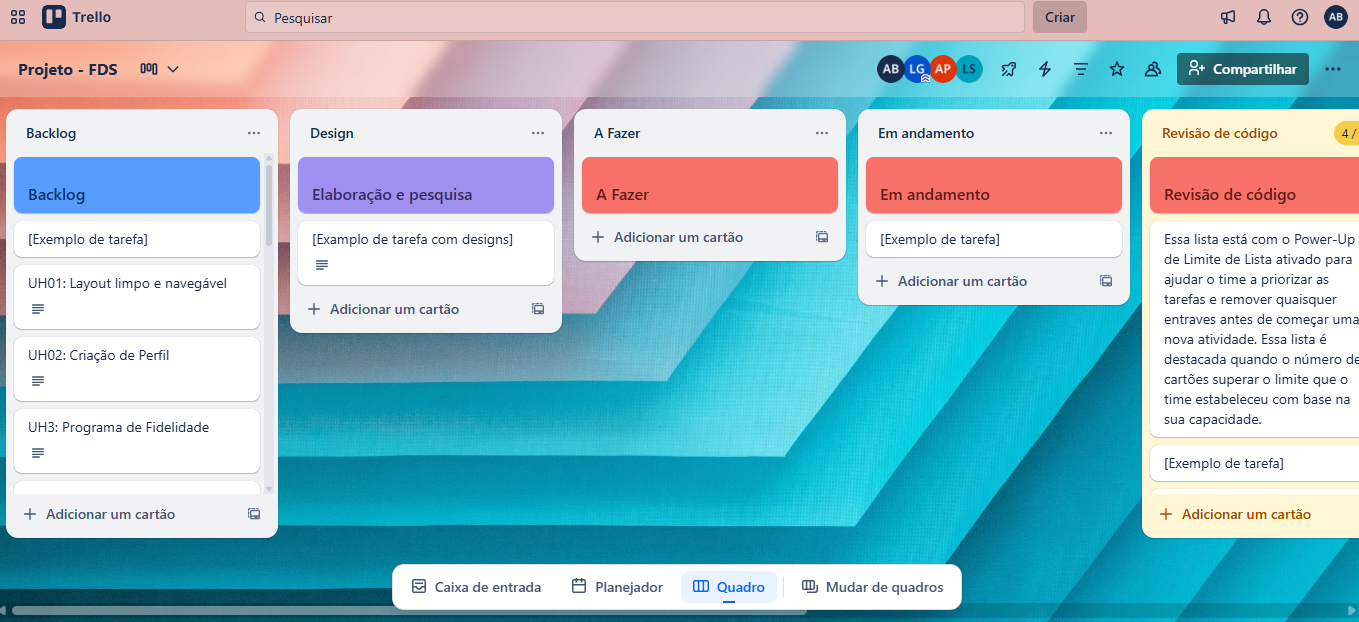 Trello
Pesquisar
Criar
AB
Projeto - FDS
AB
LG
AP
LS
Compartilhar
Backlog
Backlog
[Exemplo de tarefa]
UH01: Layout limpo e navegável
UH02: Criação de Perfil
UH3: Programa de Fidelidade
Adicionar um cartão
Design
Elaboração e pesquisa
[Examplo de tarefa com designs]
Adicionar um cartão
A Fazer
A Fazer
Adicionar um cartão
Em andamento
Em andamento
[Exemplo de tarefa]
Adicionar um cartão
Revisão de código
4 /
Revisão de código
Essa lista está com o Power-Up
de Limite de Lista ativado para
ajudar o time a priorizar as
tarefas e remover quaisquer
entraves antes de começar uma
nova atividade. Essa lista é
destacada quando o número de
cartões superar o limite que o
time estabeleceu com base na
sua capacidade.
[Exemplo de tarefa]
Adicionar um cartão
Caixa de entrada
Planejador
Quadro
Mudar de quadros